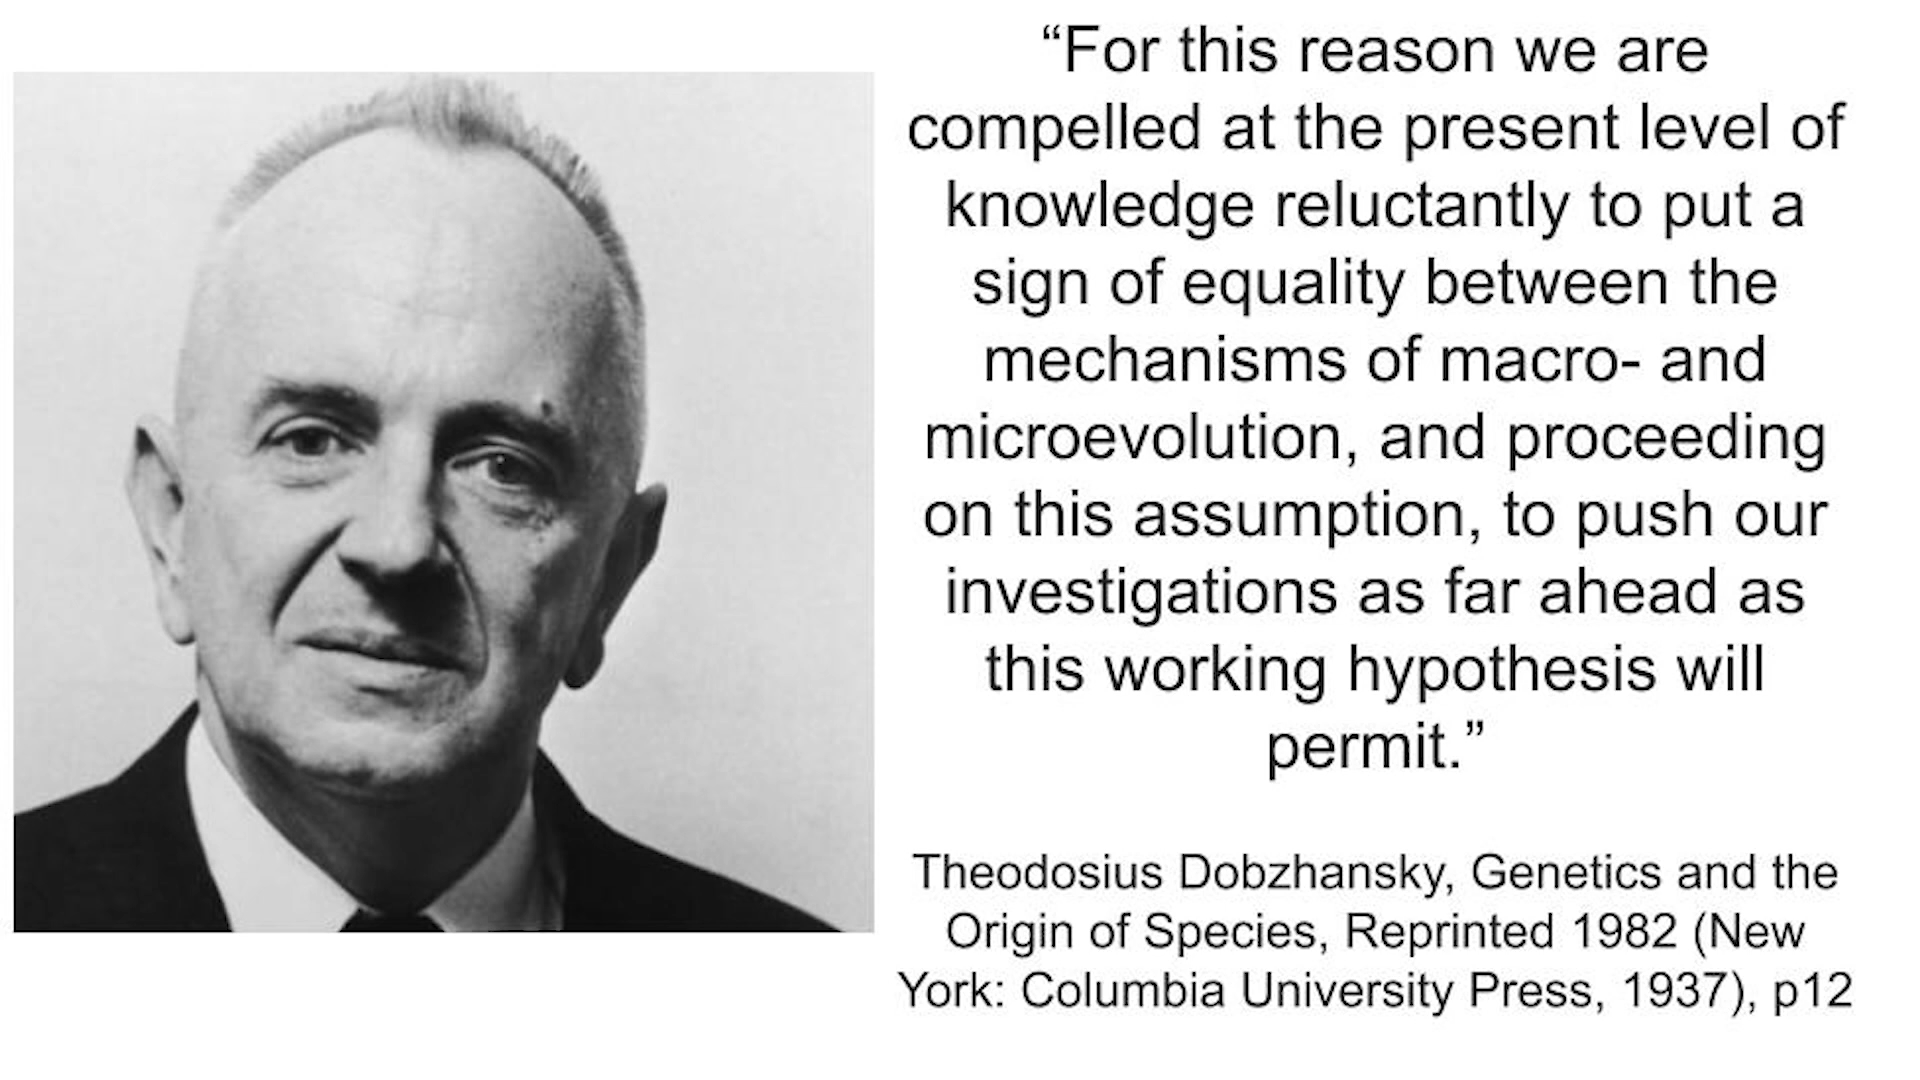 “For this reason we are
compelled at the present level of
knowledge reluctantly to put a
sign of equality between the
mechanisms of macro- and
microevolution, and proceeding
on this assumption, to push our
investigations as far ahead as
this working hypothesis will
permit.”
Theodosius Dobzhansky, Genetics and the
Origin of Species, Reprinted 1982 (New
York: Columbia University Press, 1937), p12